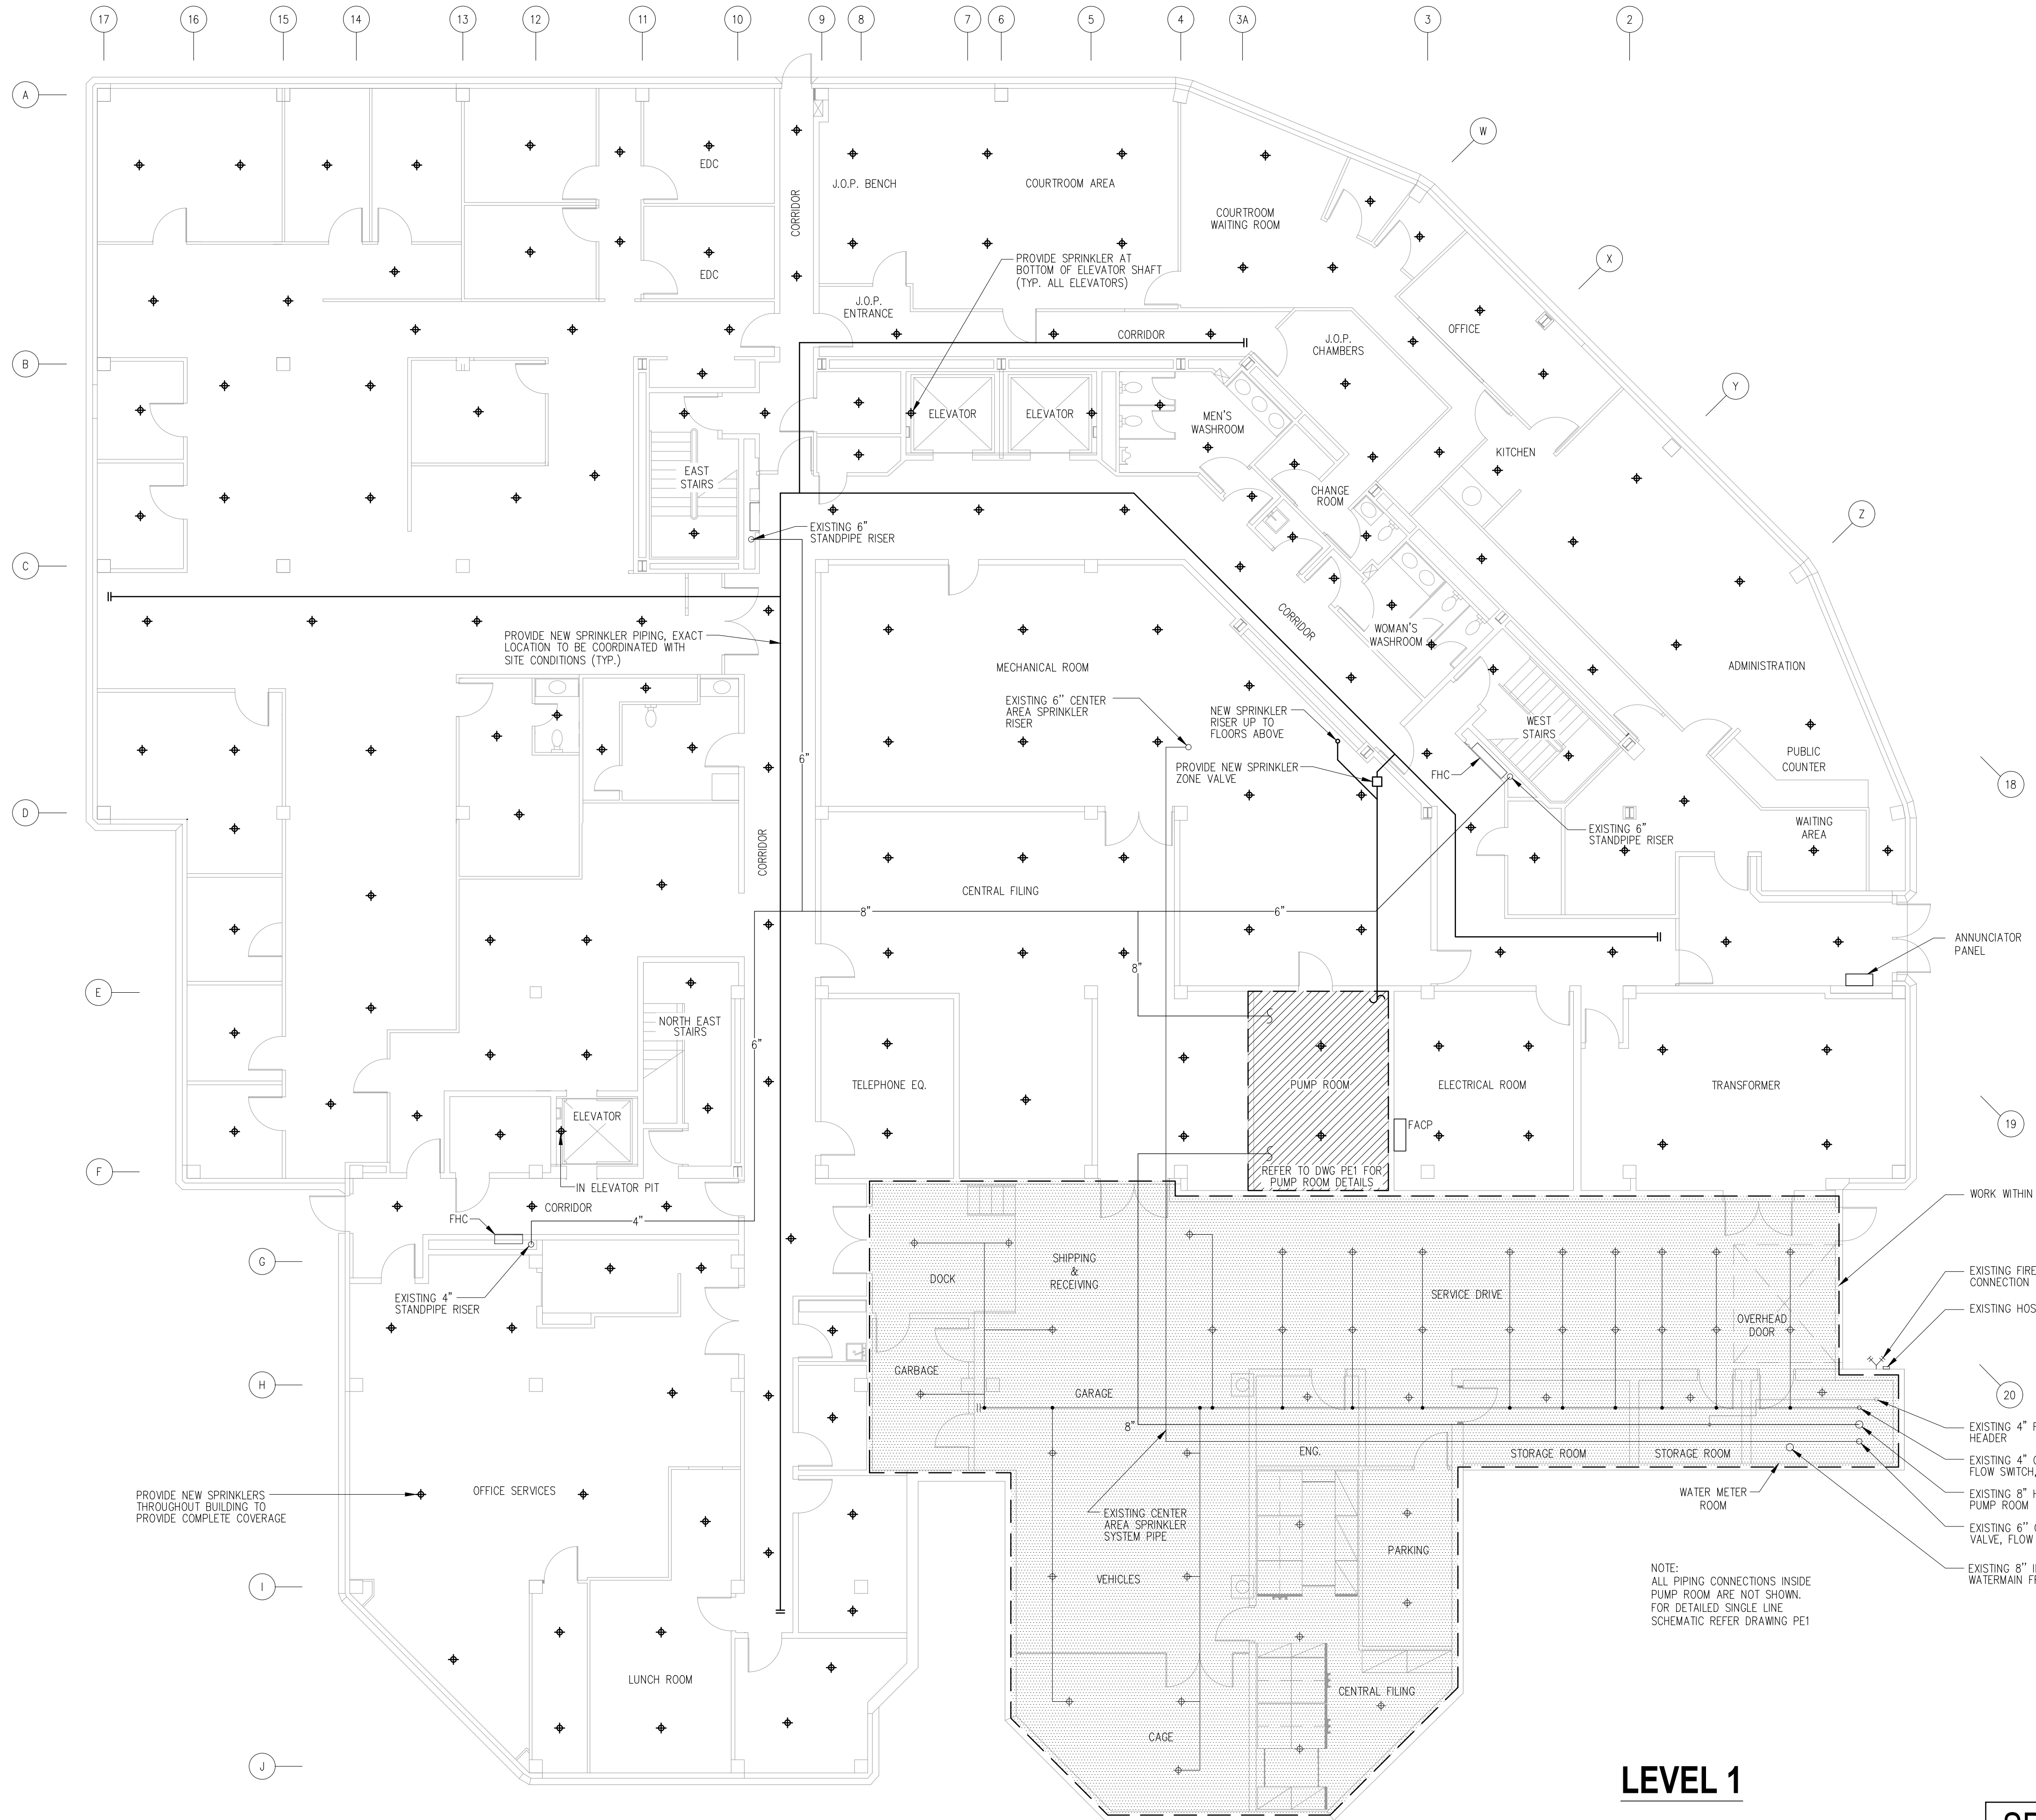 17
16
15
14
13
12
11
10
9
8
7
6
5
4
3A
3
2
A
W
EDC
J.O.P. BENCH
COURTROOM AREA
CORRIDOR
COURTROOM
WAITING ROOM
X
PROVIDE SPRINKLER AT
BOTTOM OF ELEVATOR SHAFT
(TYP. ALL ELEVATORS)
EDC
J.O.P.
ENTRANCE
CORRIDOR
OFFICE
J.O.P.
CHAMBERS
B
Y
ELEVATOR
ELEVATOR
MEN'S
WASHROOM
KITCHEN
EAST
STAIRS
CHANGE
ROOM
Z
EXISTING 6"
STANDPIPE RISER
C
CORRIDOR
WOMAN'S
WASHROOM
PROVIDE NEW SPRINKLER PIPING, EXACT
LOCATION TO BE COORDINATED WITH
SITE CONDITIONS (TYP.)
MECHANICAL ROOM
ADMINISTRATION
EXISTING 6" CENTER
AREA SPRINKLER
RISER
NEW SPRINKLER
RISER UP TO
FLOORS ABOVE
WEST
STAIRS
6"
PROVIDE NEW SPRINKLER
ZONE VALVE
FHC
PUBLIC
COUNTER
18
D
CORRIDOR
EXISTING 6"
STANDPIPE RISER
WAITING
AREA
CENTRAL FILING
8"
6"
ANNUNCIATOR
PANEL
8"
E
NORTH EAST
STAIRS
6"
TELEPHONE EQ.
PUMP ROOM
ELECTRICAL ROOM
TRANSFORMER
ELEVATOR
FACP
19
F
REFER TO DWG PE1 FOR
PUMP ROOM DETAILS
IN ELEVATOR PIT
WORK WITHIN
CORRIDOR
FHC
4"
G
DOCK
SHIPPING
&
RECEIVING
SERVICE DRIVE
EXISTING FIRE
CONNECTION
EXISTING 4"
STANDPIPE RISER
EXISTING HOS
OVERHEAD
DOOR
GARBAGE
H
GARAGE
20
8"
EXISTING 4" F
HEADER
ENG.
STORAGE ROOM
STORAGE ROOM
EXISTING 4"
FLOW SWITCH,
OFFICE SERVICES
PROVIDE NEW SPRINKLERS
THROUGHOUT BUILDING TO
PROVIDE COMPLETE COVERAGE
WATER METER
ROOM
EXISTING 8" H
PUMP ROOM
EXISTING CENTER
AREA SPRINKLER
SYSTEM PIPE
EXISTING 6"
VALVE, FLOW
PARKING
I
VEHICLES
EXISTING 8"
WATERMAIN
NOTE:
ALL PIPING CONNECTIONS INSIDE
PUMP ROOM ARE NOT SHOWN.
FOR DETAILED SINGLE LINE
SCHEMATIC REFER DRAWING PE1
LUNCH ROOM
CENTRAL FILING
CAGE
J
LEVEL 1